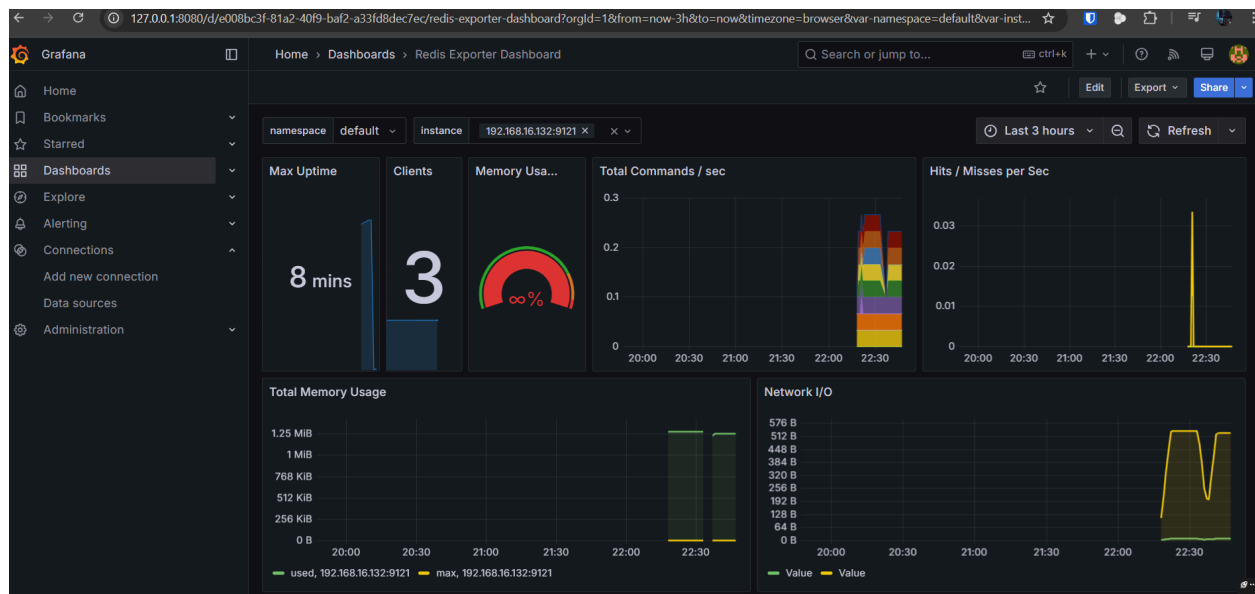 127.0.0.1:8080/d/e008bc3f-81a2-40f9-baf2-a33fd8dec7ec/redis-exporter-dashboard?orgId=1&from=now-3h&to=now&timezone=browser&var-namespace=default&var-inst...
Grafana
Home > Dashboards > Redis Exporter Dashboard
Search or jump to...
ctrl+k
Edit
Export
Share
Home
Bookmarks
Starred
Dashboards
Explore
Alerting
Connections
Add new connection
Data sources
Administration
namespace default
instance 192.168.16.132:9121
Last 3 hours
Refresh
Max Uptime
8 mins
Clients
3
Memory Usa...
∞%
Total Commands / sec
0.3
0.2
0.1
0
20:00 20:30 21:00 21:30 22:00 22:30
Hits / Misses per Sec
0.03
0.02
0.01
0
20:00 20:30 21:00 21:30 22:00 22:30
Total Memory Usage
1.25 MiB
1 MiB
768 KiB
512 KiB
256 KiB
0 B
20:00 20:30 21:00 21:30 22:00 22:30
used, 192.168.16.132:9121 max, 192.168.16.132:9121
Network I/O
576 B
512 B
448 B
384 B
320 B
256 B
192 B
128 B
64 B
0 B
20:00 20:30 21:00 21:30 22:00 22:30
Value Value